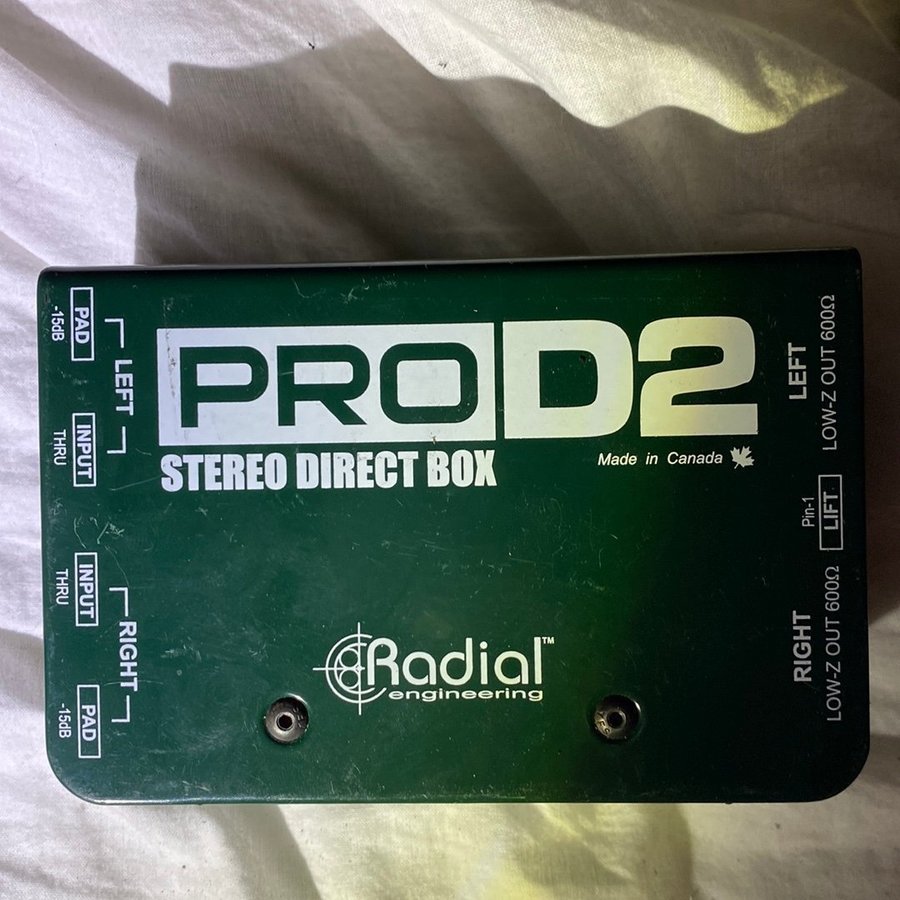 PRO D2
STEREO DIRECT BOX
Made in Canada
Radial™
engineering
PAD
-15dB
LEFT
INPUT
THRU
INPUT
THRU
RIGHT
PAD
-15dB
LEFT
LOW-Z OUT 600Ω
Pin-1
LIFT
RIGHT
LOW-Z OUT 600Ω